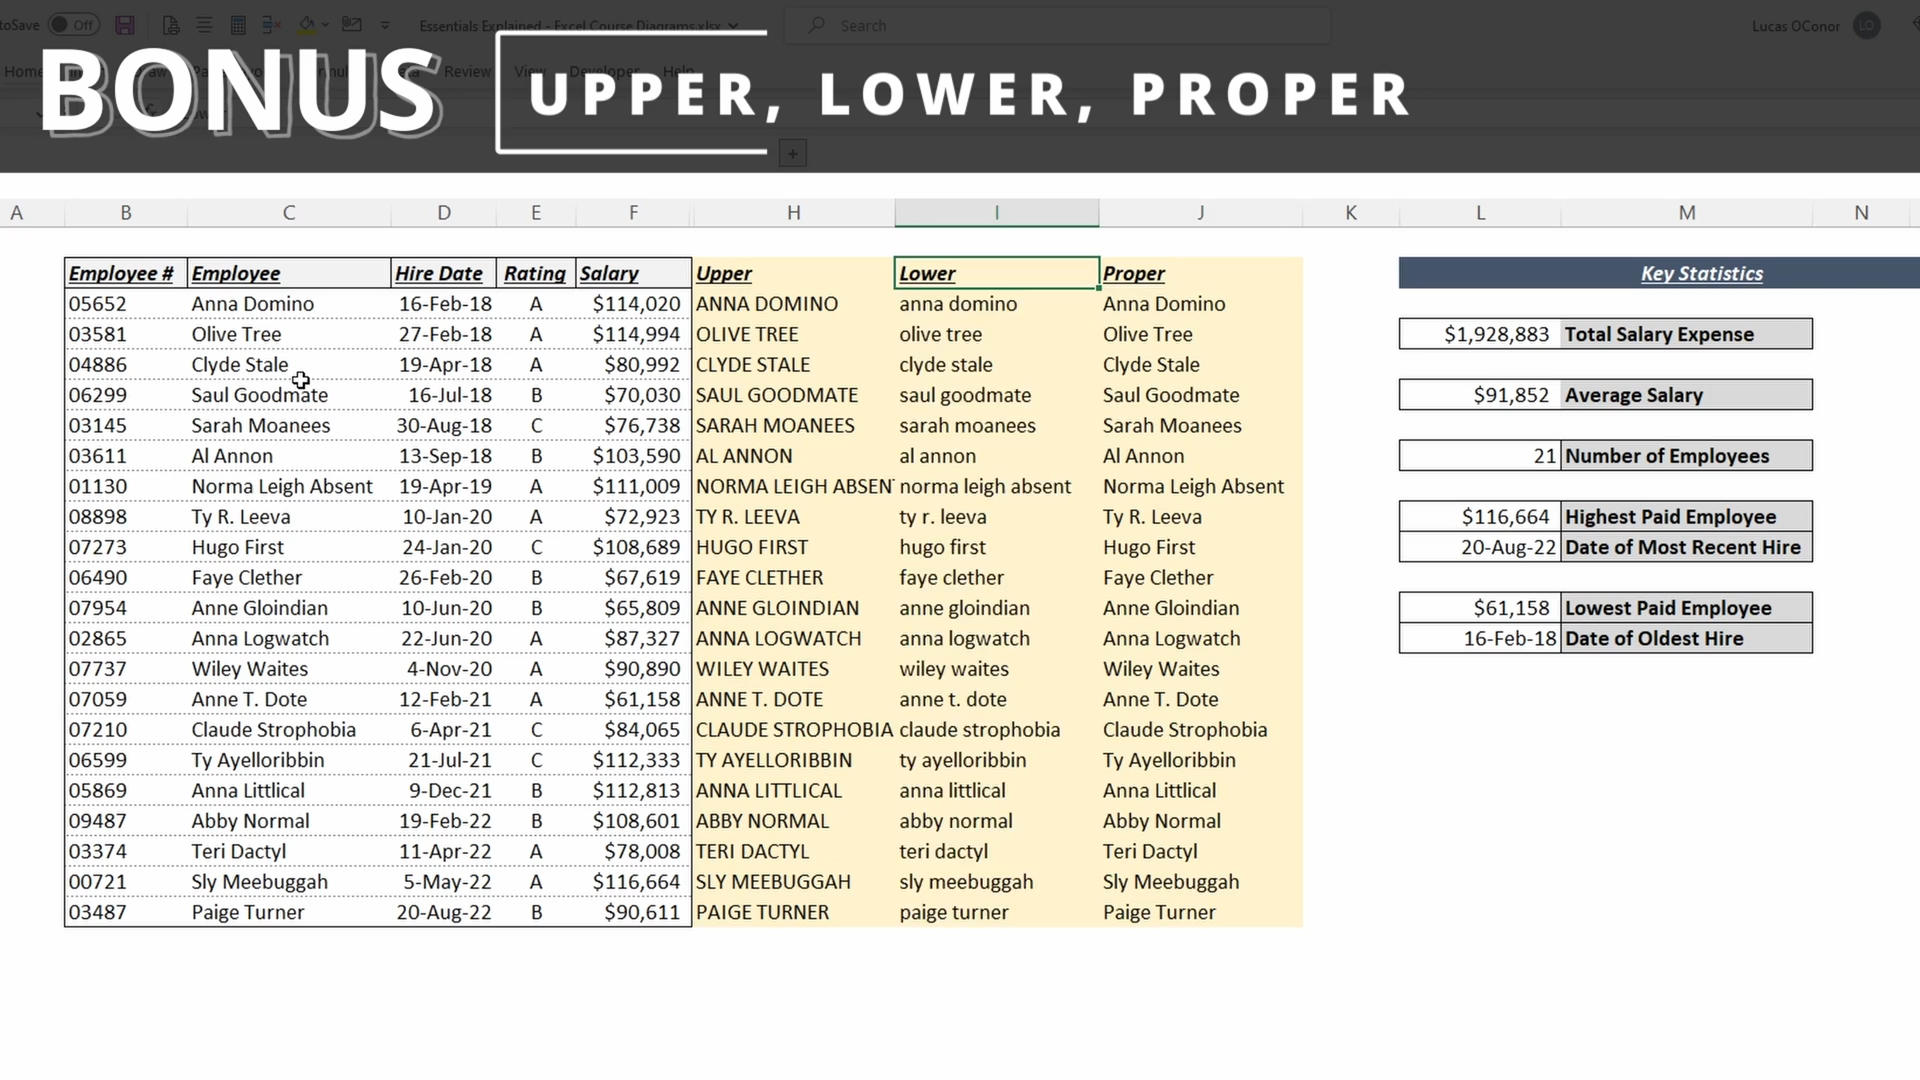 toSave Off Essentials Explained - Excel Course Diagrams.xlsx Search Lucas OConor LO
Home Review View Developer Help
BONUS UPPER, LOWER, PROPER
A B C D E F H I J K L M N
Employee # Employee Hire Date Rating Salary Upper Lower Proper Key Statistics
05652 Anna Domino 16-Feb-18 A $114,020 ANNA DOMINO anna domino Anna Domino
03581 Olive Tree 27-Feb-18 A $114,994 OLIVE TREE olive tree Olive Tree $1,928,883 Total Salary Expense
04886 Clyde Stale 19-Apr-18 A $80,992 CLYDE STALE clyde stale Clyde Stale
06299 Saul Goodmate 16-Jul-18 B $70,030 SAUL GOODMATE saul goodmate Saul Goodmate $91,852 Average Salary
03145 Sarah Moanees 30-Aug-18 C $76,738 SARAH MOANEES sarah moanees Sarah Moanees
03611 Al Annon 13-Sep-18 B $103,590 AL ANNON al annon Al Annon 21 Number of Employees
01130 Norma Leigh Absent 19-Apr-19 A $111,009 NORMA LEIGH ABSEN norma leigh absent Norma Leigh Absent
08898 Ty R. Leeva 10-Jan-20 A $72,923 TY R. LEEVA ty r. leeva Ty R. Leeva $116,664 Highest Paid Employee
07273 Hugo First 24-Jan-20 C $108,689 HUGO FIRST hugo first Hugo First 20-Aug-22 Date of Most Recent Hire
06490 Faye Clether 26-Feb-20 B $67,619 FAYE CLETHER faye clether Faye Clether
07954 Anne Gloindian 10-Jun-20 B $65,809 ANNE GLOINDIAN anne gloindian Anne Gloindian $61,158 Lowest Paid Employee
02865 Anna Logwatch 22-Jun-20 A $87,327 ANNA LOGWATCH anna logwatch Anna Logwatch 16-Feb-18 Date of Oldest Hire
07737 Wiley Waites 4-Nov-20 A $90,890 WILEY WAITES wiley waites Wiley Waites
07059 Anne T. Dote 12-Feb-21 A $61,158 ANNE T. DOTE anne t. dote Anne T. Dote
07210 Claude Strophobia 6-Apr-21 C $84,065 CLAUDE STROPHOBIA claude strophobia Claude Strophobia
06599 Ty Ayelloribbin 21-Jul-21 C $112,333 TY AYELLORIBBIN ty ayelloribbin Ty Ayelloribbin
05869 Anna Littlical 9-Dec-21 B $112,813 ANNA LITTLICAL anna littlical Anna Littlical
09487 Abby Normal 19-Feb-22 B $108,601 ABBY NORMAL abby normal Abby Normal
03374 Teri Dactyl 11-Apr-22 A $78,008 TERI DACTYL teri dactyl Teri Dactyl
00721 Sly Meebuggah 5-May-22 A $116,664 SLY MEEBUGGAH sly meebuggah Sly Meebuggah
03487 Paige Turner 20-Aug-22 B $90,611 PAIGE TURNER paige turner Paige Turner